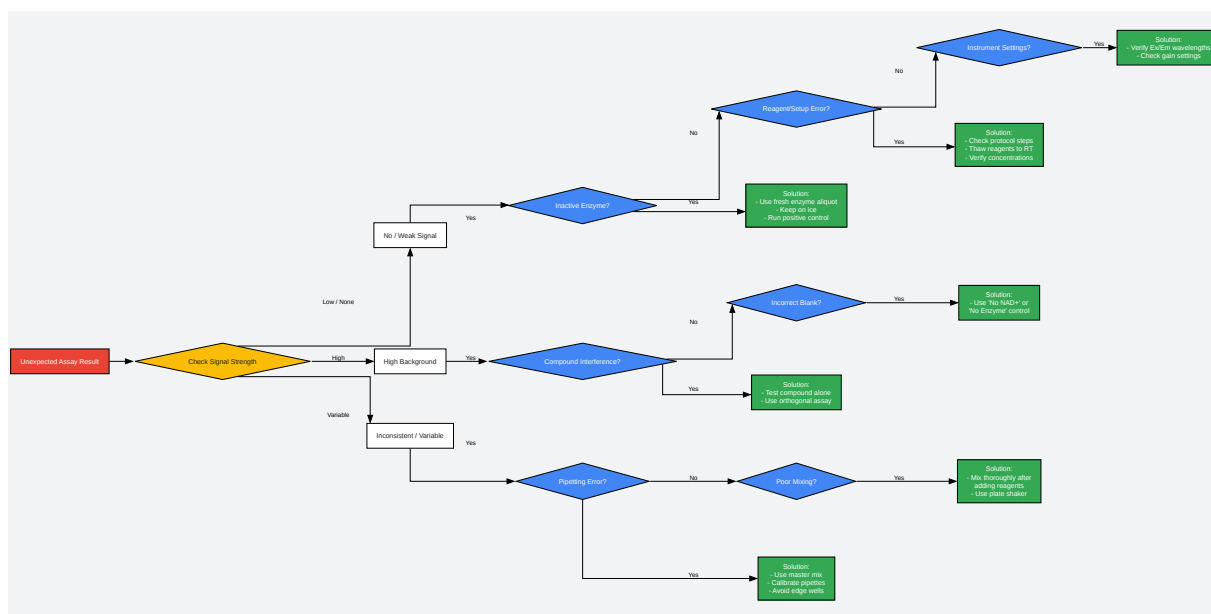 Instrument Settings?
Yes
Solution:
- Verify Ex/Em wavelengths
- Check gain settings
No
Reagent/Setup Error?
Yes
Solution:
- Check protocol steps
- Thaw reagents to RT
- Verify concentrations
No
Inactive Enzyme?
Yes
Solution:
- Use fresh enzyme aliquot
- Keep on ice
- Run positive control
Yes
No / Weak Signal
Low / None
Incorrect Blank?
Yes
Solution:
- Use 'No NAD+' or
'No Enzyme' control
No
Unexpected Assay Result
Check Signal Strength
High
High Background
Yes
Compound Interference?
Yes
Solution:
- Test compound alone
- Use orthogonal assay
Variable
Inconsistent / Variable
Yes
Pipetting Error?
No
Poor Mixing?
Yes
Solution:
- Mix thoroughly after
adding reagents
- Use plate shaker
Yes
Solution:
- Use master mix
- Calibrate pipettes
- Avoid edge wells